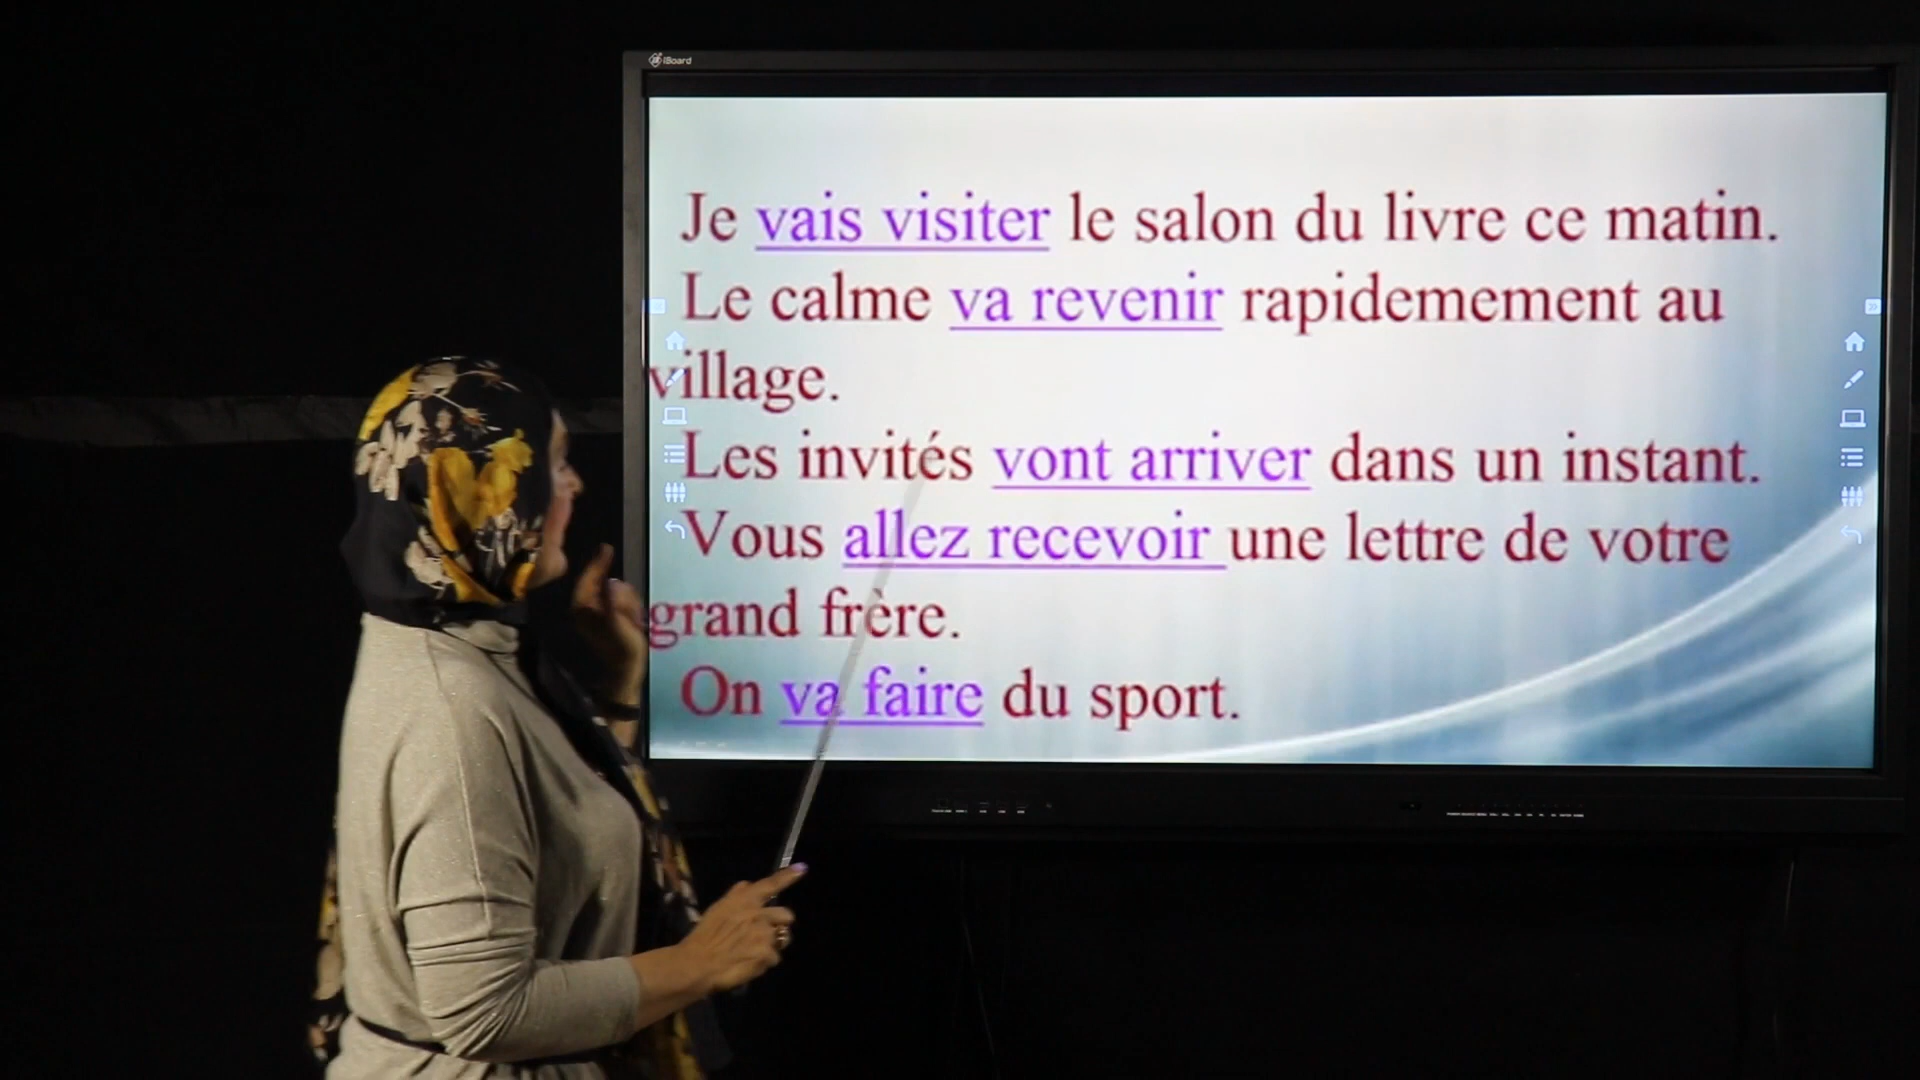 iBoard
Je vais visiter le salon du livre ce matin.
Le calme va revenir rapidemement au
village.
Les invités vont arriver dans un instant.
Vous allez recevoir une lettre de votre
grand frère.
On va faire du sport.